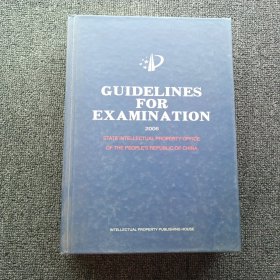 GUIDELINES
FOR
EXAMINATION
2006
STATE INTELLECTUAL PROPERTY OFFICE
OF THE PEOPLE'S REPUBLIC OF CHINA
INTELLECTUAL PROPERTY PUBLISHING HOUSE